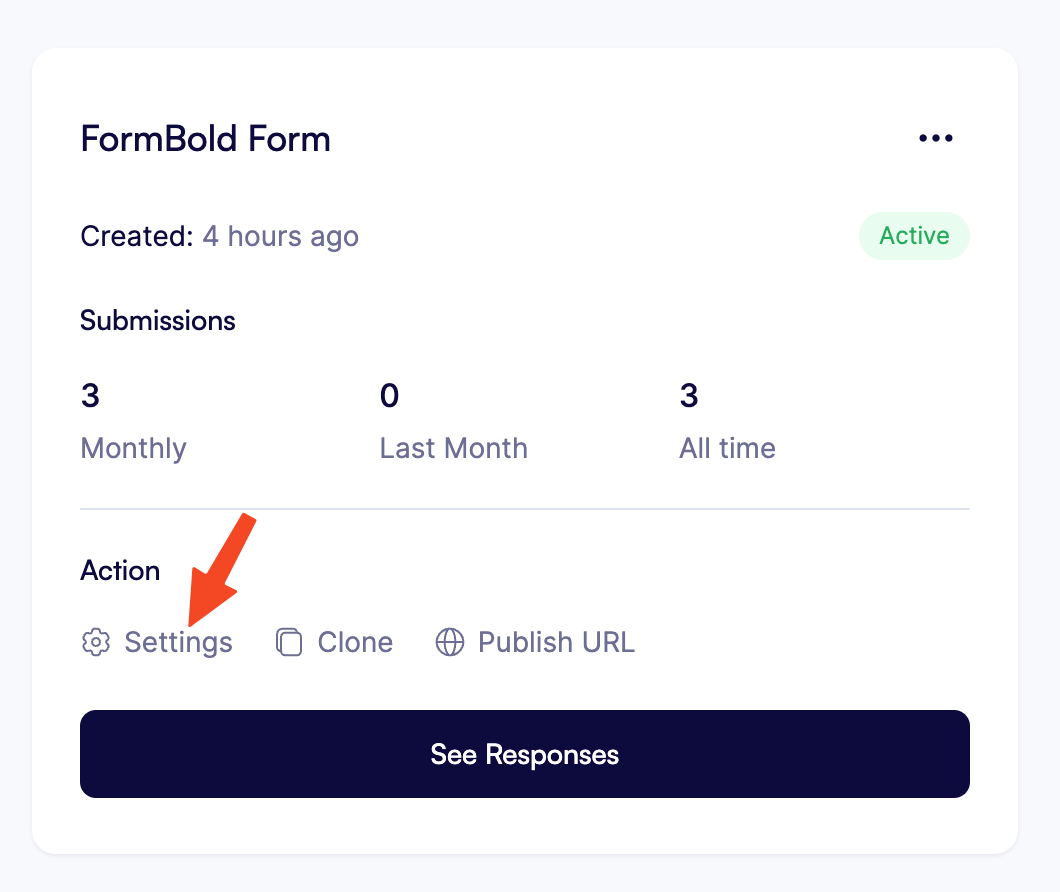 FormBold Form
Created: 4 hours ago
Active
Submissions
3 0 3
Monthly Last Month All time
Action
Settings Clone Publish URL
See Responses